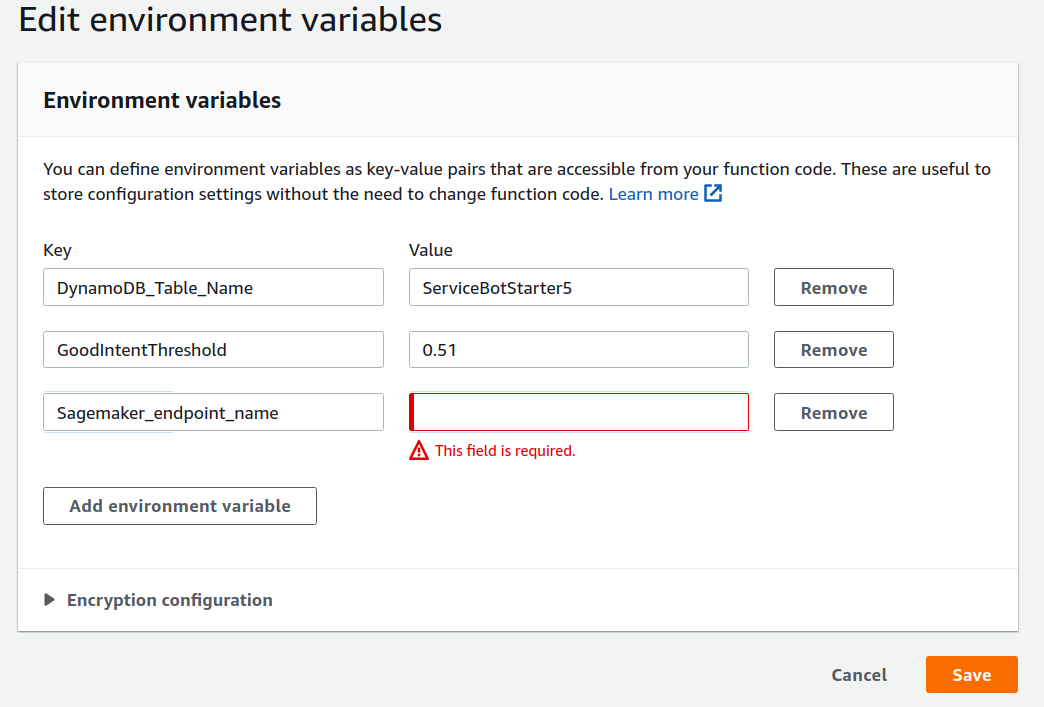 Edit environment variables
Environment variables
You can define environment variables as key-value pairs that are accessible from your function code. These are useful to
store configuration settings without the need to change function code. Learn more
Key Value
DynamoDB_Table_Name ServiceBotStarter5 Remove
GoodIntentThreshold 0.51 Remove
Sagemaker_endpoint_name Remove
This field is required.
Add environment variable
Encryption configuration
Cancel Save